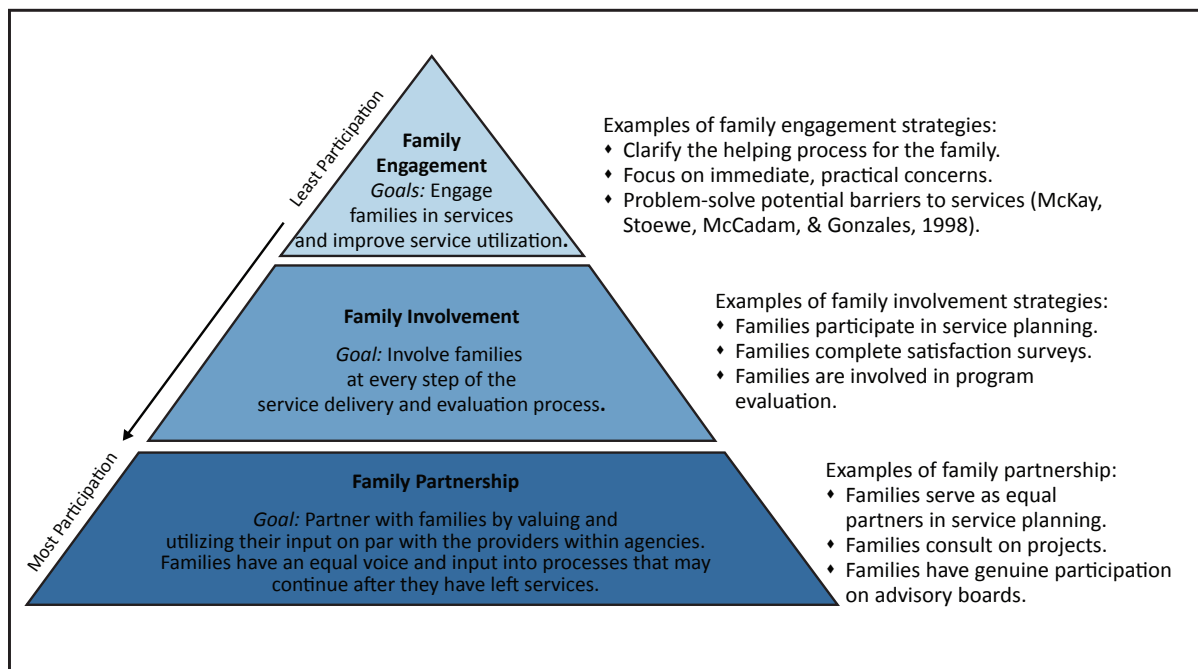 Least Participation
Most Participation
Family
Engagement
Goals: Engage
families in services
and improve service utilization.
Examples of family engagement strategies:
♦ Clarify the helping process for the family.
♦ Focus on immediate, practical concerns.
♦ Problem-solve potential barriers to services (McKay,
Stoewe, McCadam, & Gonzales, 1998).
Family Involvement
Goal: Involve families
at every step of the
service delivery and evaluation process.
Examples of family involvement strategies:
♦ Families participate in service planning.
♦ Families complete satisfaction surveys.
♦ Families are involved in program
evaluation.
Family Partnership
Goal: Partner with families by valuing and
utilizing their input on par with the providers within agencies.
Families have an equal voice and input into processes that may
continue after they have left services.
Examples of family partnership:
♦ Families serve as equal
partners in service planning.
♦ Families consult on projects.
♦ Families have genuine participation
on advisory boards.